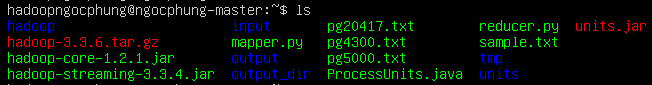 hadoopngocphung@ngocphung-master:~$ ls
hadoop input pg20417.txt reducer.py units.jar
hadoop-3.3.6.tar.gz mapper.py pg4300.txt sample.txt
hadoop-core-1.2.1.jar output pg5000.txt tmp
hadoop-streaming-3.3.4.jar output_dir ProcessUnits.java units